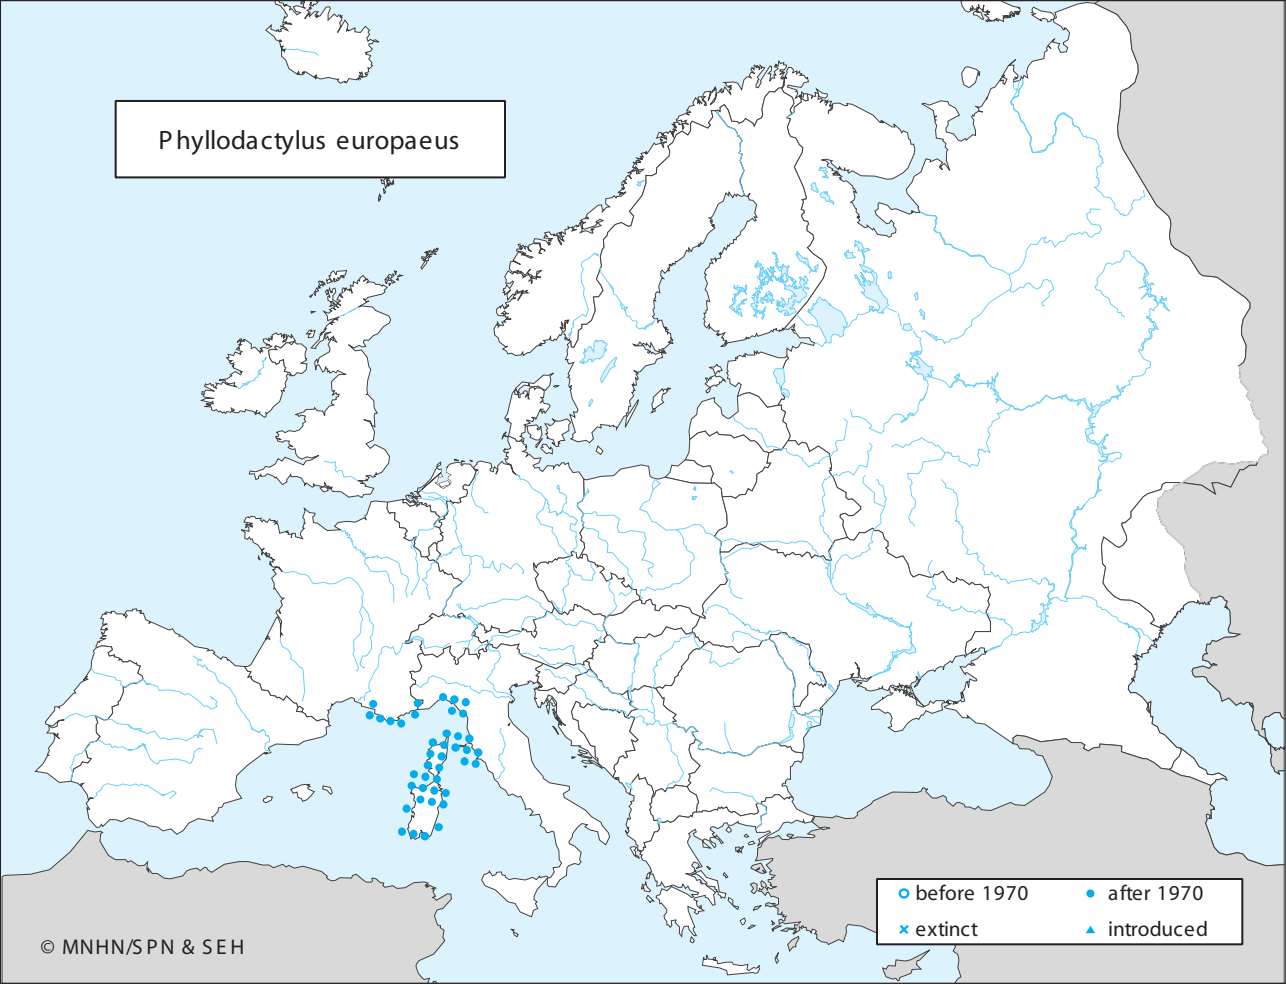 Phyllodactylus europaeus
before 1970
after 1970
extinct
introduced
© MNHN/SPN & SEH